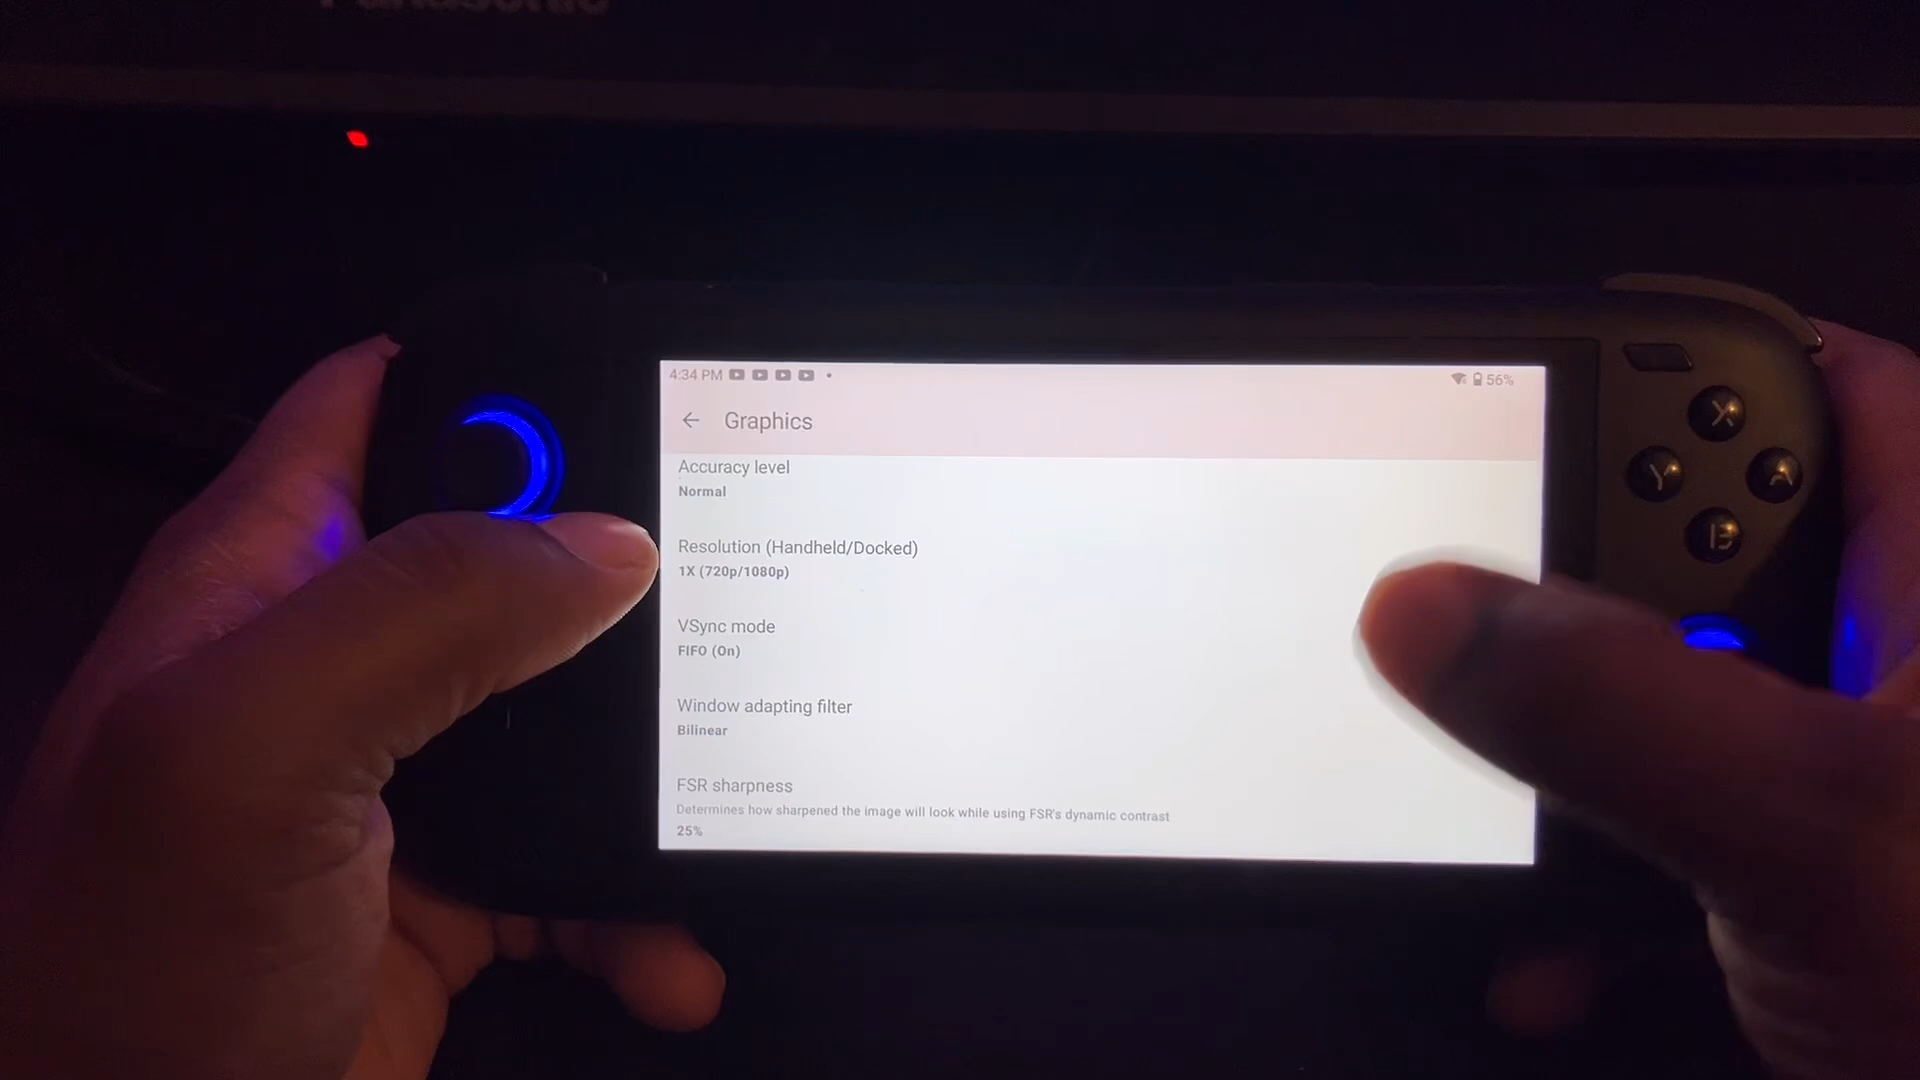 Panasonic
4:34 PM
56%
Graphics
Accuracy level
Normal
Resolution (Handheld/Docked)
1X (720p/1080p)
VSync mode
FIFO (On)
Window adapting filter
Bilinear
FSR sharpness
Determines how sharpened the image will look while using FSR's dynamic contrast
25%
X
Y
A
B